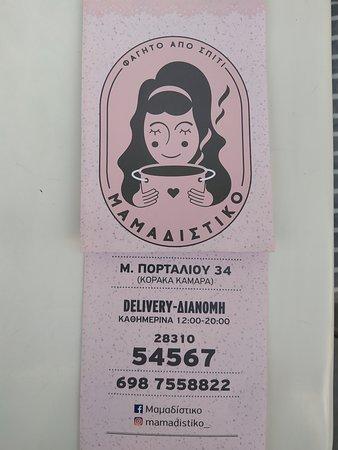 ΦΑΓΗΤΟ ΑΠΟ ΣΠΙΤΙ
ΜΑΜΑΔΙΣΤΙΚΟ
Μ. ΠΟΡΤΑΛΙΟΥ 34
(ΚΟΡΑΚΑ ΚΑΜΑΡΑ)
DELIVERY-ΔΙΑΝΟΜΗ
ΚΑΘΗΜΕΡΙΝΑ 12:00-20:00
28310
54567
698 7558822
Μαμαδίστικο
mamadistiko_